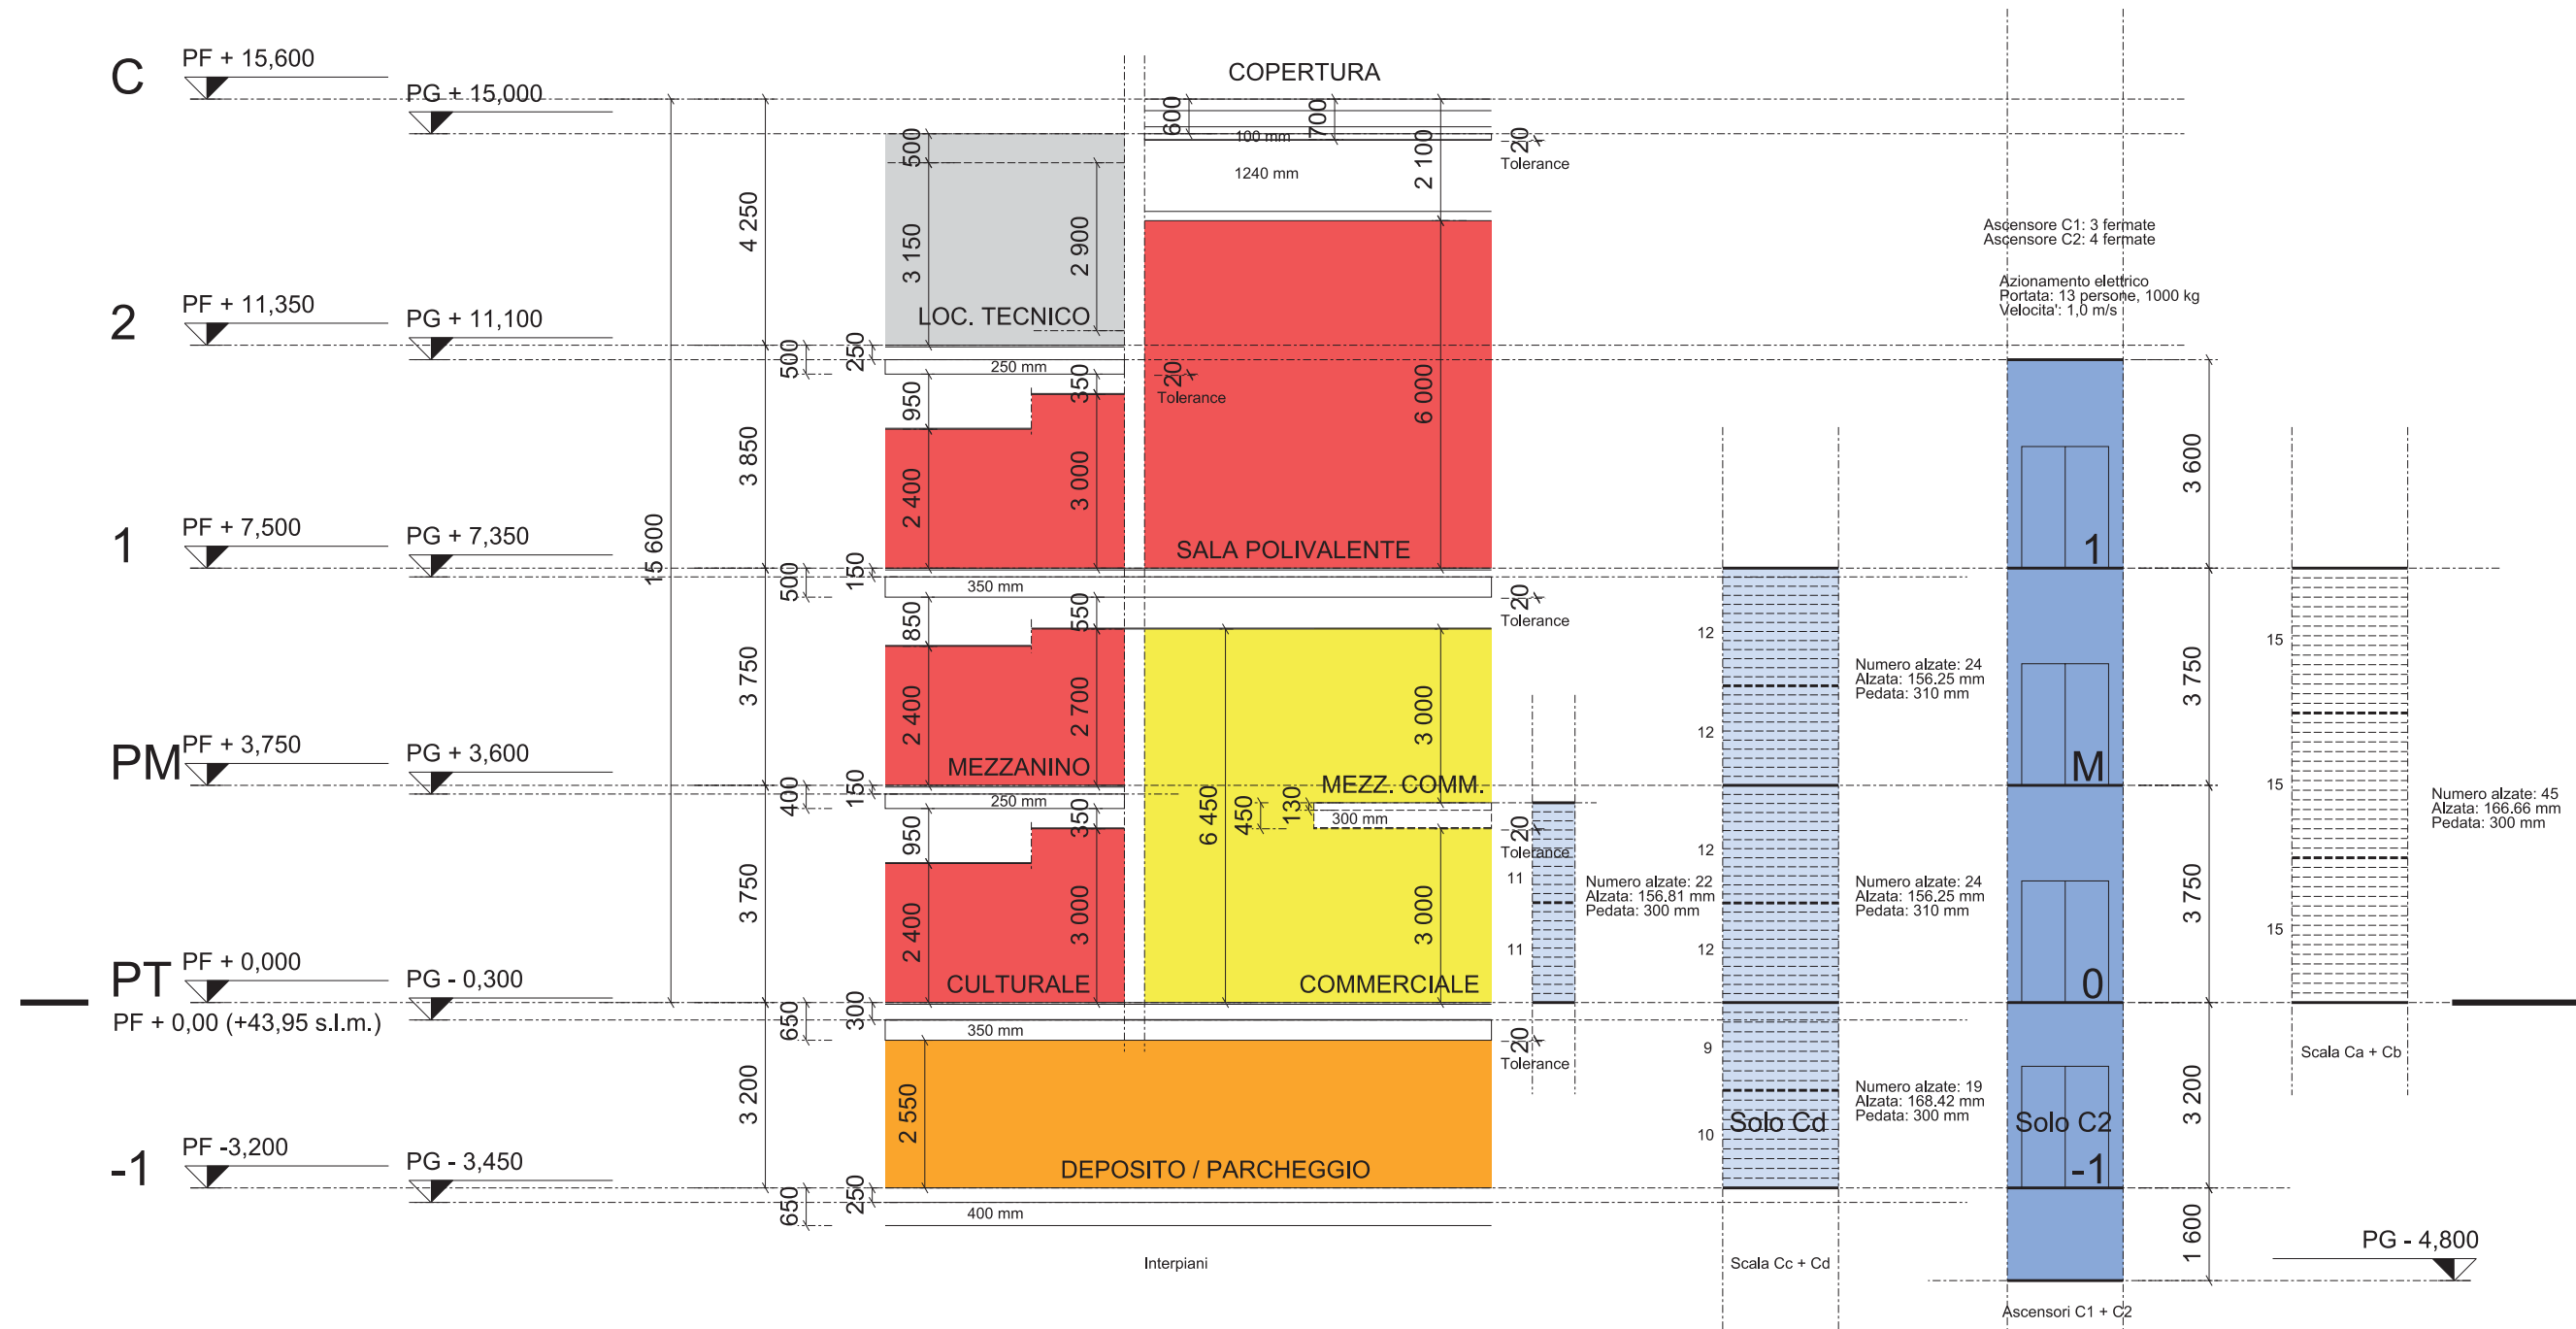 C
PF + 15,600
PG + 15,000
2
PF + 11,350
PG + 11,100
1
PF + 7,500
PG + 7,350
PM
PF + 3,750
PG + 3,600
PT
PF + 0,000
PG - 0,300
PF + 0,00 (+43,95 s.l.m.)
-1
PF -3,200
PG - 3,450
15 600
4 250
3 850
3 750
3 750
3 200
500
250
500
150
400
150
650
300
650
250
COPERTURA
600
100 mm
700
2 100
1240 mm
20
Tolerance
500
3 150
2 900
LOC. TECNICO
250 mm
20
Tolerance
950
350
2 400
3 000
6 000
SALA POLIVALENTE
350 mm
20
Tolerance
850
550
2 400
2 700
MEZZANINO
3 000
MEZZ. COMM.
250 mm
6 450
450
130
300 mm
20
Tolerance
950
350
2 400
3 000
CULTURALE
3 000
COMMERCIALE
350 mm
20
Tolerance
2 550
DEPOSITO / PARCHEGGIO
400 mm
Interpiani
11
11
Numero alzate: 22
Alzata: 156.81 mm
Pedata: 300 mm
12
12
Numero alzate: 24
Alzata: 156.25 mm
Pedata: 310 mm
12
12
Numero alzate: 24
Alzata: 156.25 mm
Pedata: 310 mm
9
10
Numero alzate: 19
Alzata: 168.42 mm
Pedata: 300 mm
Solo Cd
Scala Cc + Cd
Ascensore C1: 3 fermate
Ascensore C2: 4 fermate
Azionamento elettrico
Portata: 13 persone, 1000 kg
Velocita': 1,0 m/s
1
M
0
Solo C2
-1
Ascensori C1 + C2
3 600
3 750
3 750
3 200
1 600
15
15
15
Numero alzate: 45
Alzata: 166.66 mm
Pedata: 300 mm
Scala Ca + Cb
PG - 4,800